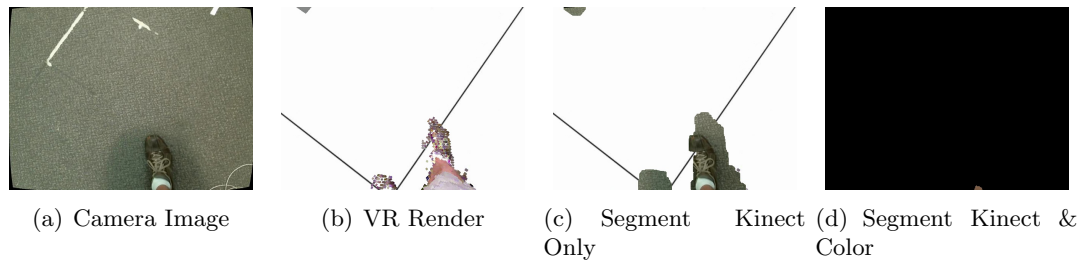 (a) Camera Image
(b) VR Render
(c) Segment Kinect Only
(d) Segment Kinect & Color